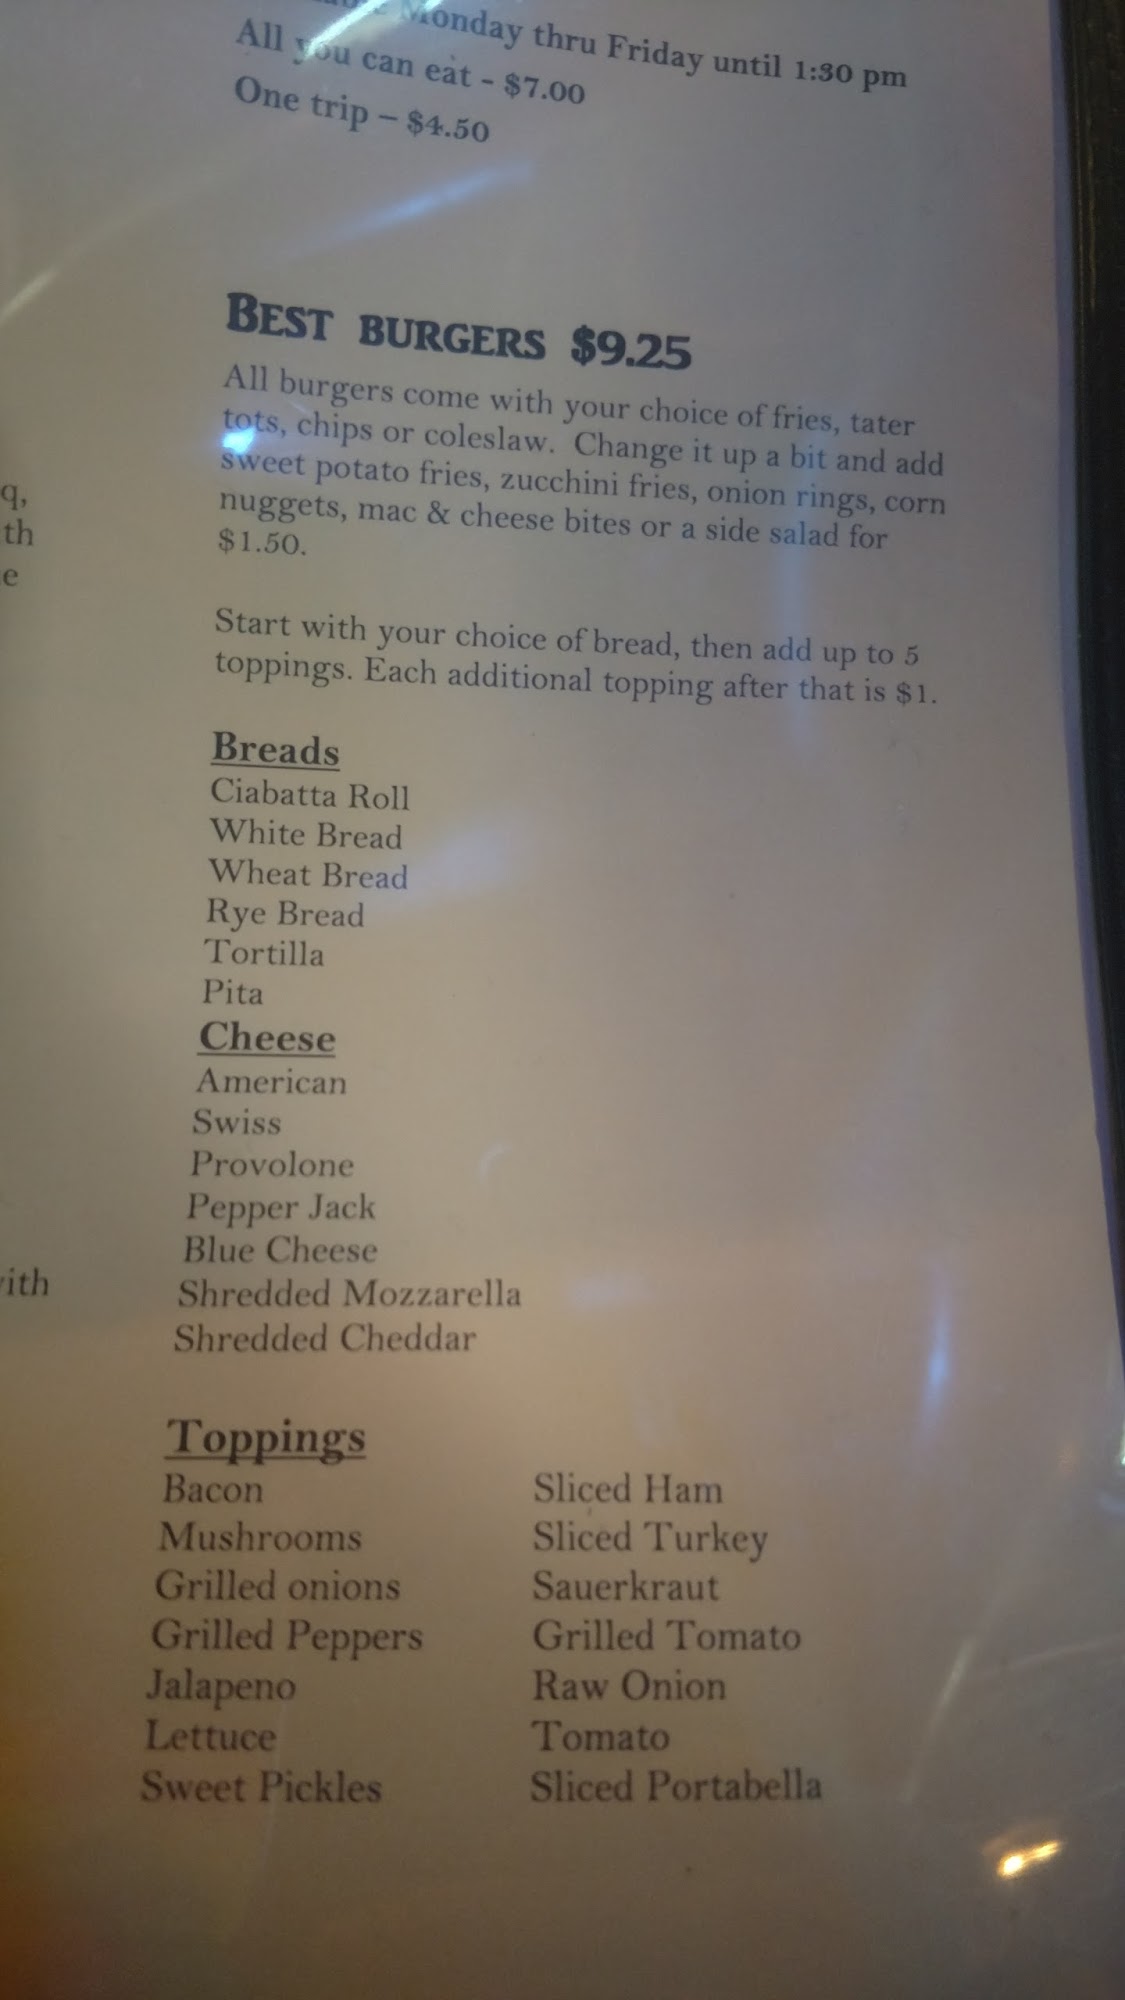 Monday thru Friday until 1:30 pm
All you can eat - $7.00
One trip – $4.50
BEST BURGERS $9.25
All burgers come with your choice of fries, tater
tots, chips or coleslaw. Change it up a bit and add
sweet potato fries, zucchini fries, onion rings, corn
nuggets, mac & cheese bites or a side salad for
$1.50.
Start with your choice of bread, then add up to 5
toppings. Each additional topping after that is $1.
Breads
Ciabatta Roll
White Bread
Wheat Bread
Rye Bread
Tortilla
Pita
Cheese
American
Swiss
Provolone
Pepper Jack
Blue Cheese
Shredded Mozzarella
Shredded Cheddar
Toppings
Bacon
Mushrooms
Grilled onions
Grilled Peppers
Jalapeno
Lettuce
Sweet Pickles
Sliced Ham
Sliced Turkey
Sauerkraut
Grilled Tomato
Raw Onion
Tomato
Sliced Portabella